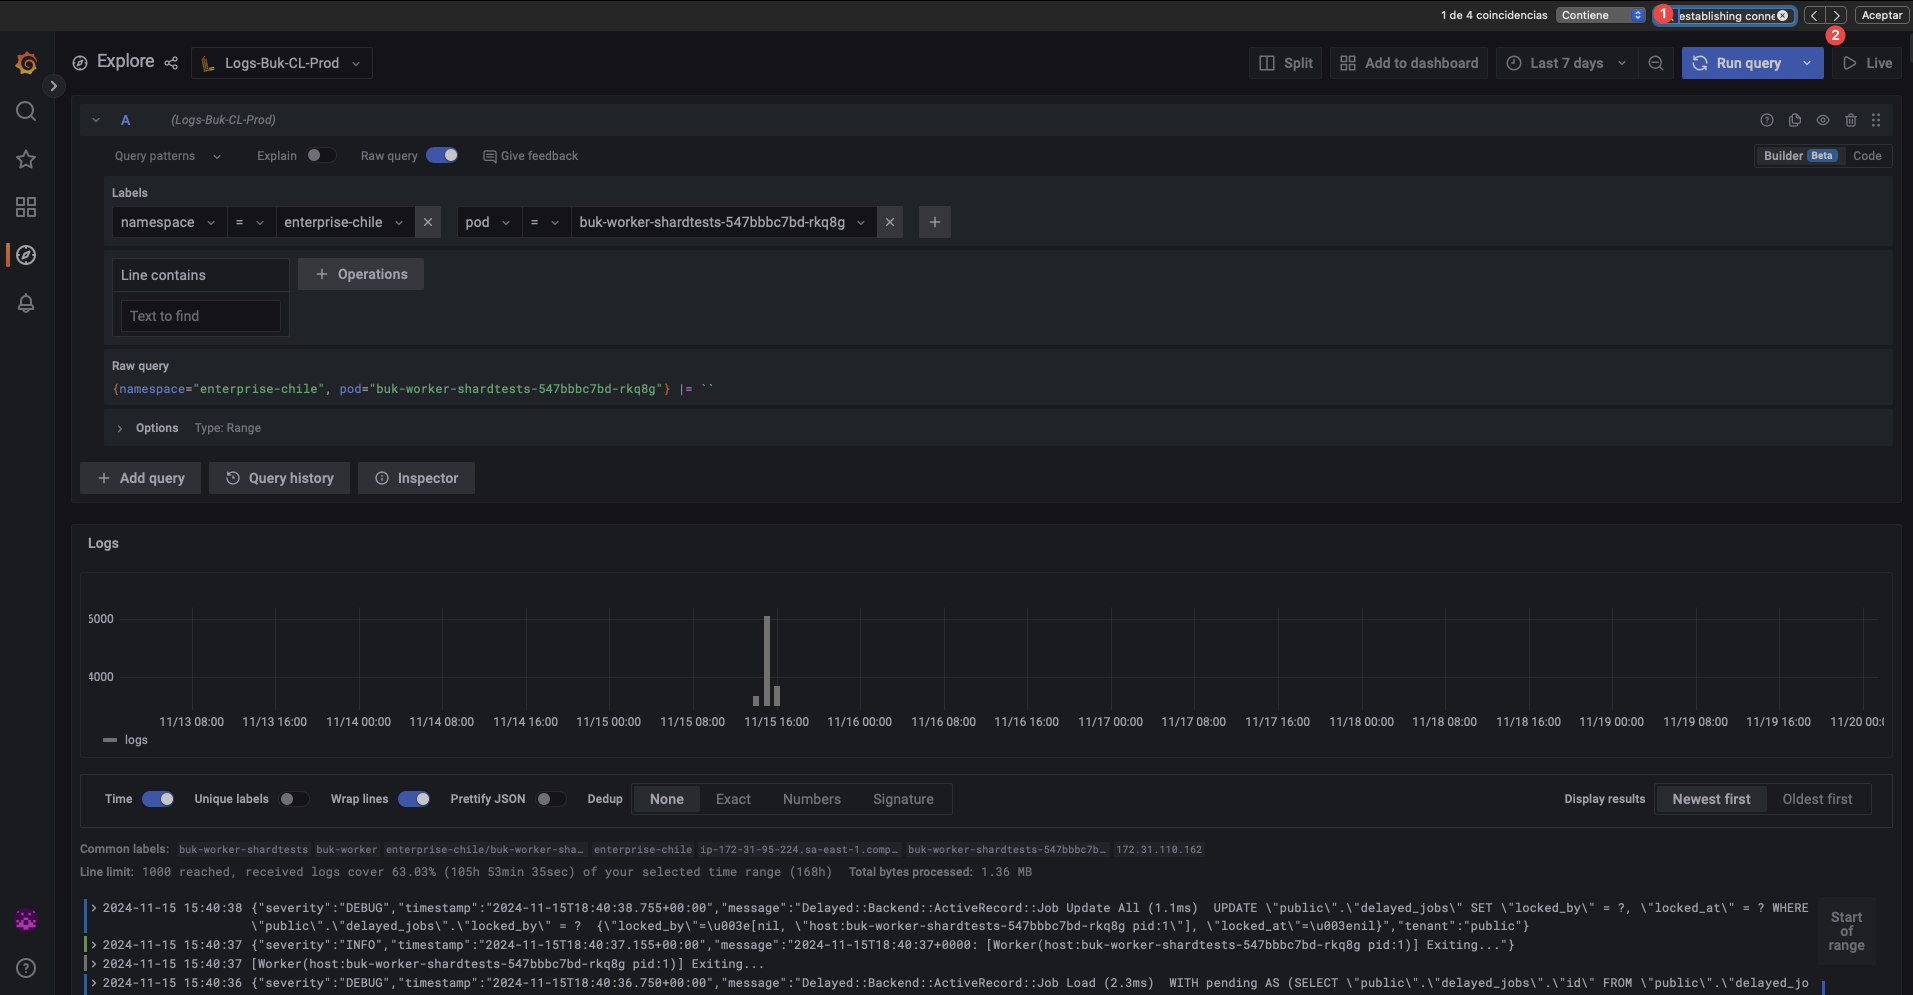 1 de 4 coincidencias Contiene 1 establishing conne Aceptar
2
Explore Logs-Buk-CL-Prod Split Add to dashboard Last 7 days Run query Live
A (Logs-Buk-CL-Prod)
Query patterns Explain Raw query Give feedback Builder Beta Code
Labels
namespace = enterprise-chile pod = buk-worker-shardtests-547bbbc7bd-rkq8g
Line contains + Operations
Text to find
Raw query
{namespace="enterprise-chile", pod="buk-worker-shardtests-547bbbc7bd-rkq8g"} |= ``
Options Type: Range
+ Add query Query history Inspector
Logs
6000
4000
11/13 08:00 11/13 16:00 11/14 00:00 11/14 08:00 11/14 16:00 11/15 00:00 11/15 08:00 11/15 16:00 11/16 00:00 11/16 08:00 11/16 16:00 11/17 00:00 11/17 08:00 11/17 16:00 11/18 00:00 11/18 08:00 11/18 16:00 11/19 00:00 11/19 08:00 11/19 16:00 11/20 00:0
logs
Time Unique labels Wrap lines Prettify JSON Dedup None Exact Numbers Signature Display results Newest first Oldest first
Common labels: buk-worker-shardtests buk-worker enterprise-chile/buk-worker-sha… enterprise-chile ip-172-31-95-224.sa-east-1.comp… buk-worker-shardtests-547bbbc7b… 172.31.110.162
Line limit: 1000 reached, received logs cover 63.03% (105h 53min 35sec) of your selected time range (168h) Total bytes processed: 1.36 MB
> 2024-11-15 15:40:38 {"severity":"DEBUG","timestamp":"2024-11-15T18:40:38.755+00:00","message":"Delayed::Backend::ActiveRecord::Job Update All (1.1ms)  UPDATE \"public\".\"delayed_jobs\" SET \"locked_by\" = ?, \"locked_at\" = ? WHERE
\"public\".\"delayed_jobs\".\"locked_by\" = ?  {\"locked_by\"=\u003e[nil, \"host:buk-worker-shardtests-547bbbc7bd-rkq8g pid:1\"], \"locked_at\"=\u003enil}","tenant":"public"}
> 2024-11-15 15:40:37 {"severity":"INFO","timestamp":"2024-11-15T18:40:37.155+00:00","message":"2024-11-15T18:40:37+0000: [Worker(host:buk-worker-shardtests-547bbbc7bd-rkq8g pid:1)] Exiting..."}
> 2024-11-15 15:40:37 [Worker(host:buk-worker-shardtests-547bbbc7bd-rkq8g pid:1)] Exiting...
> 2024-11-15 15:40:36 {"severity":"DEBUG","timestamp":"2024-11-15T18:40:36.750+00:00","message":"Delayed::Backend::ActiveRecord::Job Load (2.3ms)  WITH pending AS (SELECT \"public\".\"delayed_jobs\".\"id\" FROM \"public\".\"delayed_jo
Start
of
range